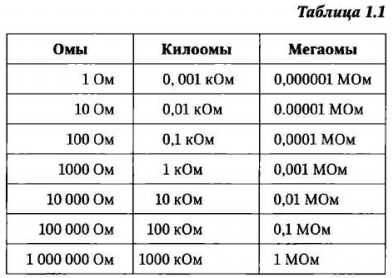 Таблица 1.1
Омы Килоомы Мегаомы
1 Ом 0, 001 кОм 0,000001 МОм
10 Ом 0,01 кОм 0.00001 МОм
100 Ом 0,1 кОм 0,0001 МОм
1000 Ом 1 кОм 0,001 МОм
10 000 Ом 10 кОм 0,01 МОм
100 000 Ом 100 кОм 0,1 МОм
1 000 000 Ом 1000 кОм 1 МОм